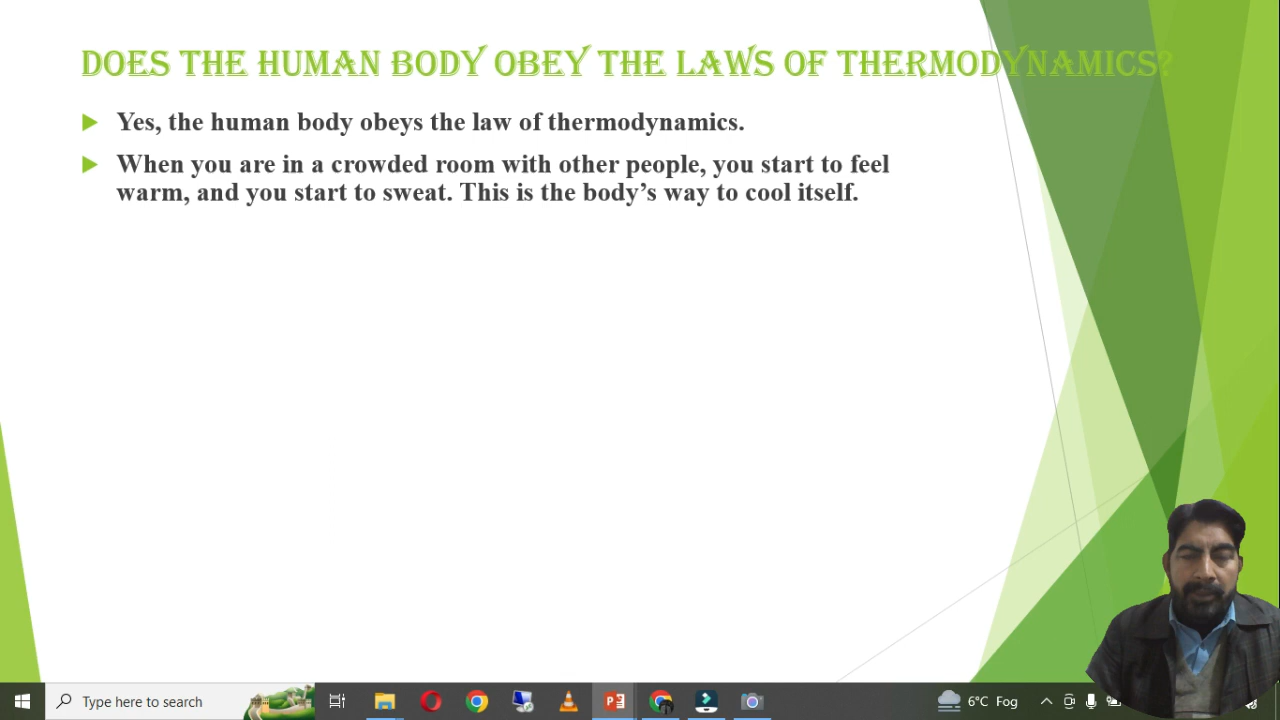 DOES THE HUMAN BODY OBEY THE LAWS OF THERMODYNAMICS?
Yes, the human body obeys the law of thermodynamics.
When you are in a crowded room with other people, you start to feel
warm, and you start to sweat. This is the body’s way to cool itself.
Type here to search
6°C Fog